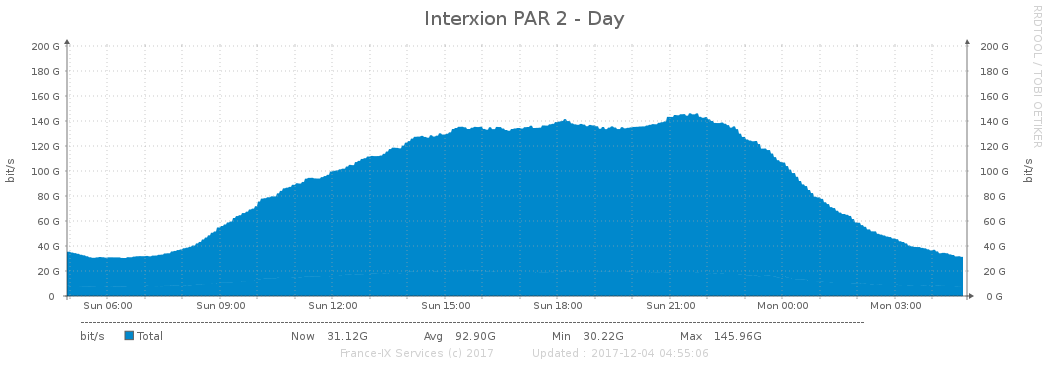 Interxion PAR 2 - Day
RRDTOOL / TOBI OETIKER
bit/s
200 G 200 G
180 G 180 G
160 G 160 G
140 G 140 G
120 G 120 G
100 G 100 G
80 G 80 G
60 G 60 G
40 G 40 G
20 G 20 G
0 0 G
bit/s
Sun 06:00 Sun 09:00 Sun 12:00 Sun 15:00 Sun 18:00 Sun 21:00 Mon 00:00 Mon 03:00
bit/s Total Now 31.12G Avg 92.90G Min 30.22G Max 145.96G
France-IX Services (c) 2017 Updated : 2017-12-04 04:55:06